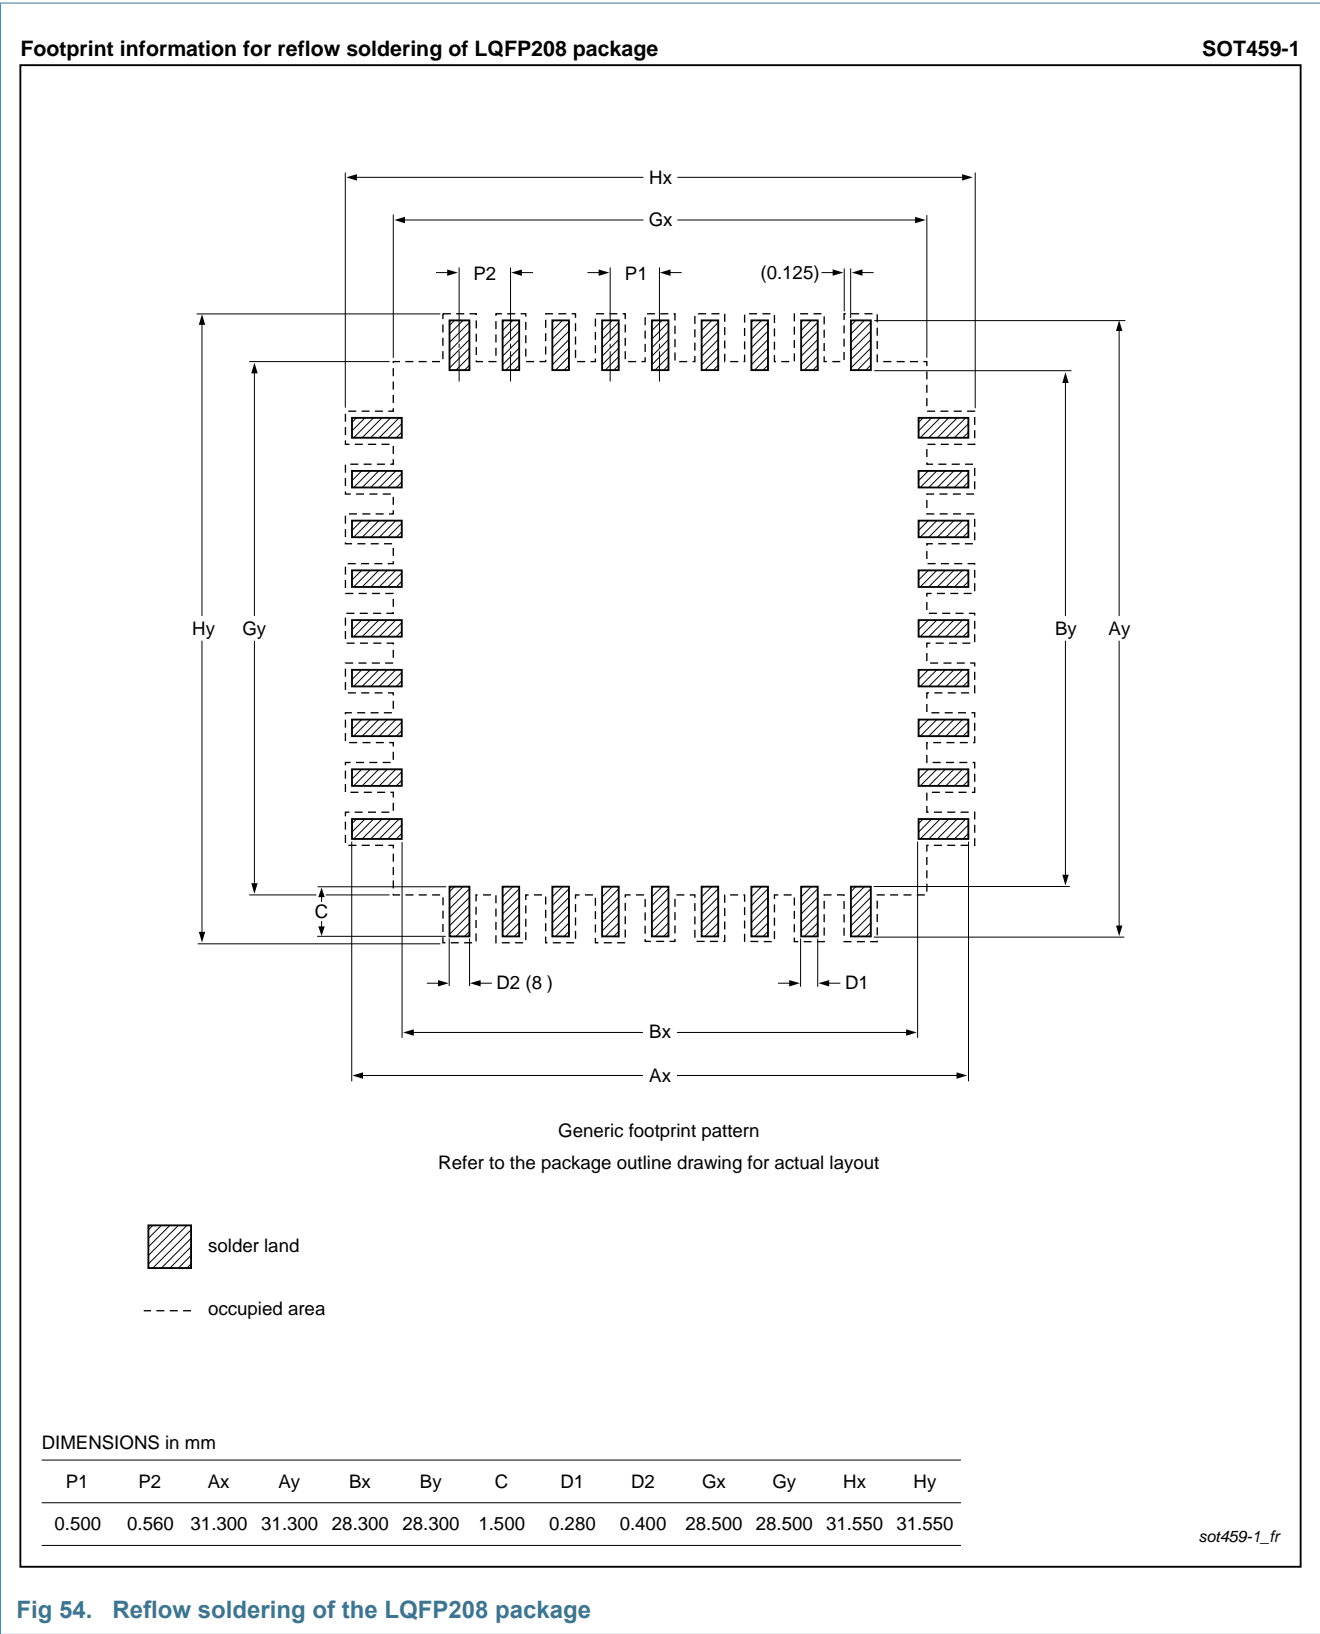 Footprint information for reflow soldering of LQFP208 package SOT459-1
Hx
Gx
P2 P1 (0.125)
Hy Gy By Ay
C
D2 (8 ) D1
Bx
Ax
Generic footprint pattern
Refer to the package outline drawing for actual layout
solder land
occupied area
DIMENSIONS in mm
P1 P2 Ax Ay Bx By C D1 D2 Gx Gy Hx Hy
0.500 0.560 31.300 31.300 28.300 28.300 1.500 0.280 0.400 28.500 28.500 31.550 31.550
sot459-1_fr
Fig 54. Reflow soldering of the LQFP208 package